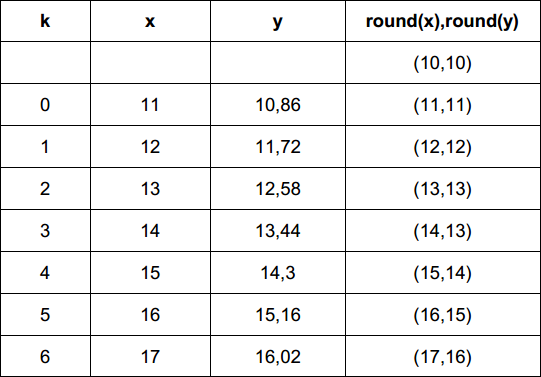 k x y round(x),round(y)
(10,10)
0 11 10,86 (11,11)
1 12 11,72 (12,12)
2 13 12,58 (13,13)
3 14 13,44 (14,13)
4 15 14,3 (15,14)
5 16 15,16 (16,15)
6 17 16,02 (17,16)